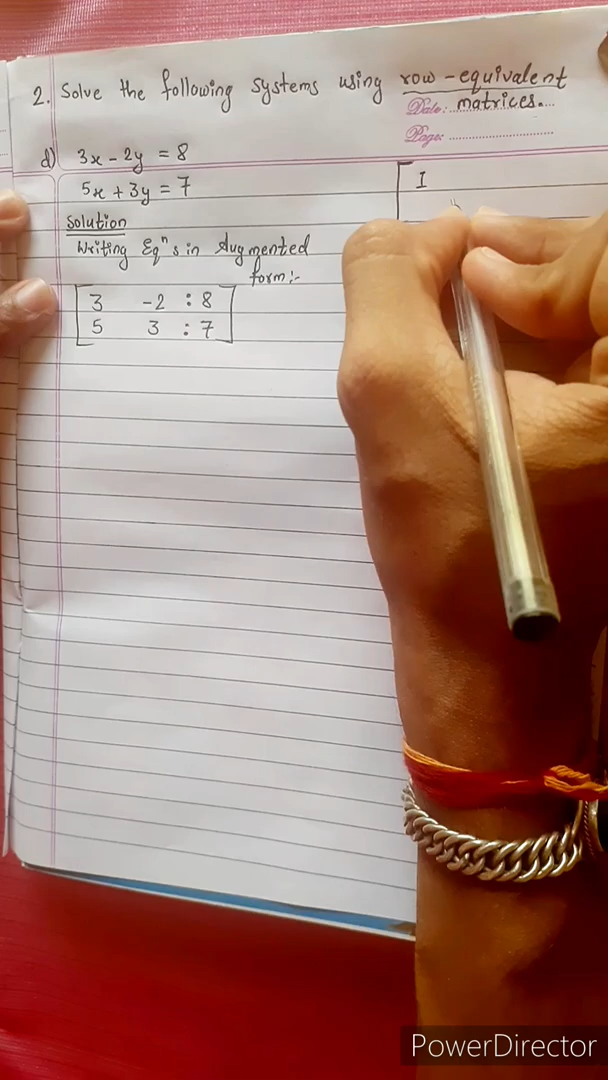 2. Solve the following systems using row-equivalent
Date: matrices.
Page:
d) 3x - 2y = 8
5x + 3y = 7
Solution
Writing Eqⁿs in Augmented
form:-
[3 -2 : 8]
[5 3 : 7]
I
PowerDirector